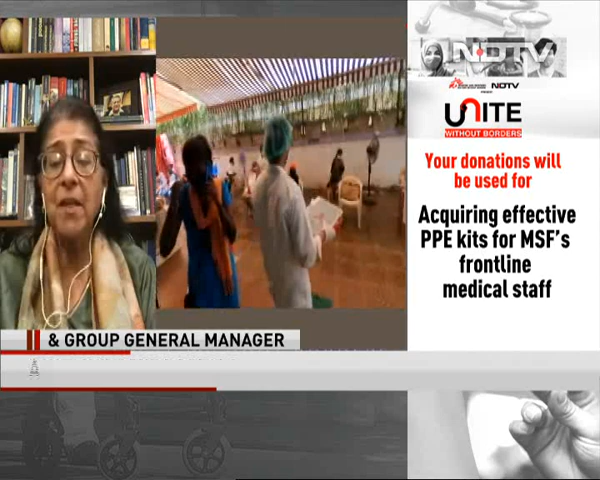 NDTV
NDTV
UNITE
WITHOUT BORDERS
Your donations will
be used for
Acquiring effective
PPE kits for MSF's
frontline
medical staff
& GROUP GENERAL MANAGER